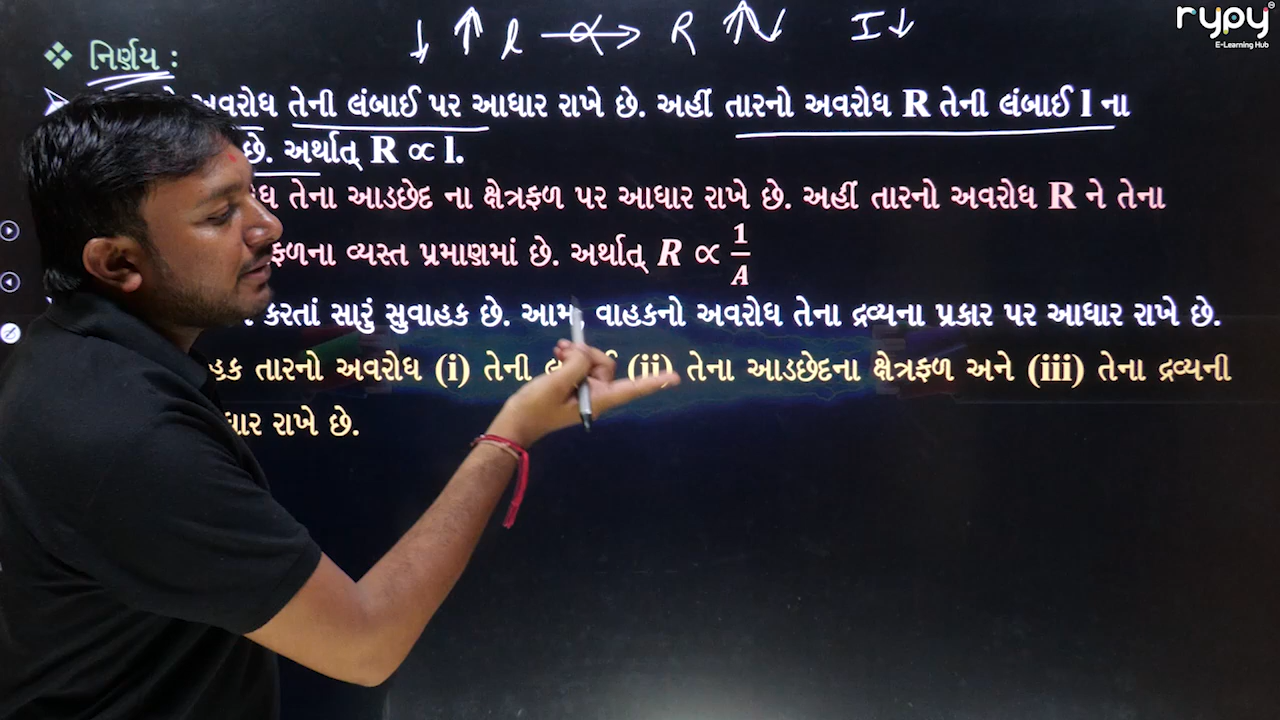 ↓ ↑ l ∝ R ↑↓ I ↓
rypy
E-Learning Hub
❖ નિર્ણય :
અવરોધ તેની લંબાઈ પર આધાર રાખે છે. અહીં તારનો અવરોધ R તેની લંબાઈ l ના
છે. અર્થાત્ R ∝ l.
તેના આડછેદ ના ક્ષેત્રફળ પર આધાર રાખે છે. અહીં તારનો અવરોધ R ને તેના
વ્યસ્ત પ્રમાણમાં છે. અર્થાત્ R ∝ 1/A
કરતાં સારું સુવાહક છે. આમ, વાહકનો અવરોધ તેના દ્રવ્યના પ્રકાર પર આધાર રાખે છે.
તારનો અવરોધ (i) તેની (ii) તેના આડછેદના ક્ષેત્રફળ અને (iii) તેના દ્રવ્યની
રાખે છે.